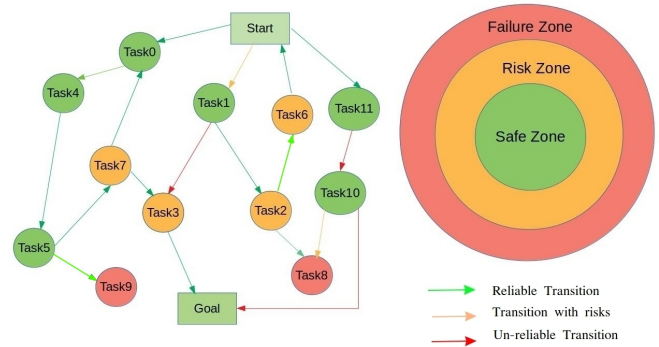 Start
Task0
Task4
Task1
Task6
Task11
Task7
Task3
Task2
Task10
Task5
Task9
Task8
Goal
Failure Zone
Risk Zone
Safe Zone
Reliable Transition
Transition with risks
Un-reliable Transition